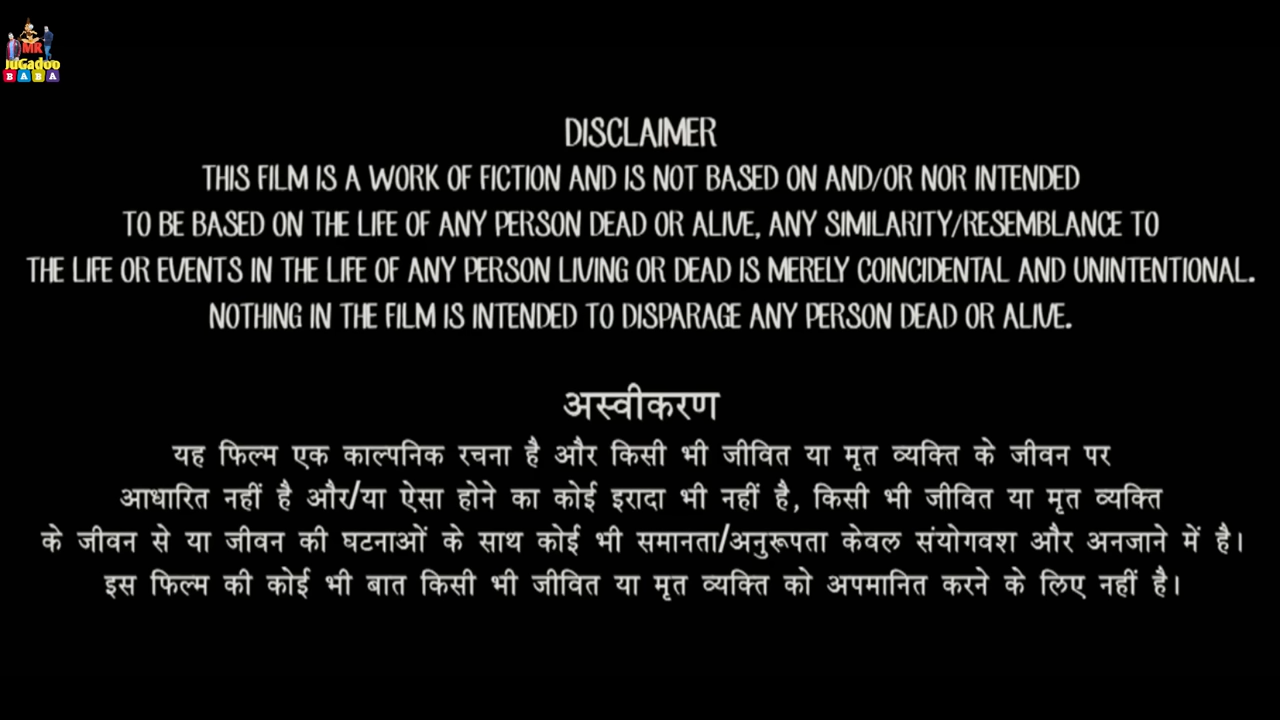 MR
JuGadoo
BABA
DISCLAIMER
THIS FILM IS A WORK OF FICTION AND IS NOT BASED ON AND/OR NOR INTENDED
TO BE BASED ON THE LIFE OF ANY PERSON DEAD OR ALIVE, ANY SIMILARITY/RESEMBLANCE TO
THE LIFE OR EVENTS IN THE LIFE OF ANY PERSON LIVING OR DEAD IS MERELY COINCIDENTAL AND UNINTENTIONAL.
NOTHING IN THE FILM IS INTENDED TO DISPARAGE ANY PERSON DEAD OR ALIVE.
अस्वीकरण
यह फिल्म एक काल्पनिक रचना है और किसी भी जीवित या मृत व्यक्ति के जीवन पर
आधारित नहीं है और/या ऐसा होने का कोई इरादा भी नहीं है, किसी भी जीवित या मृत व्यक्ति
के जीवन से या जीवन की घटनाओं के साथ कोई भी समानता/अनुरूपता केवल संयोगवश और अनजाने में है।
इस फिल्म की कोई भी बात किसी भी जीवित या मृत व्यक्ति को अपमानित करने के लिए नहीं है।